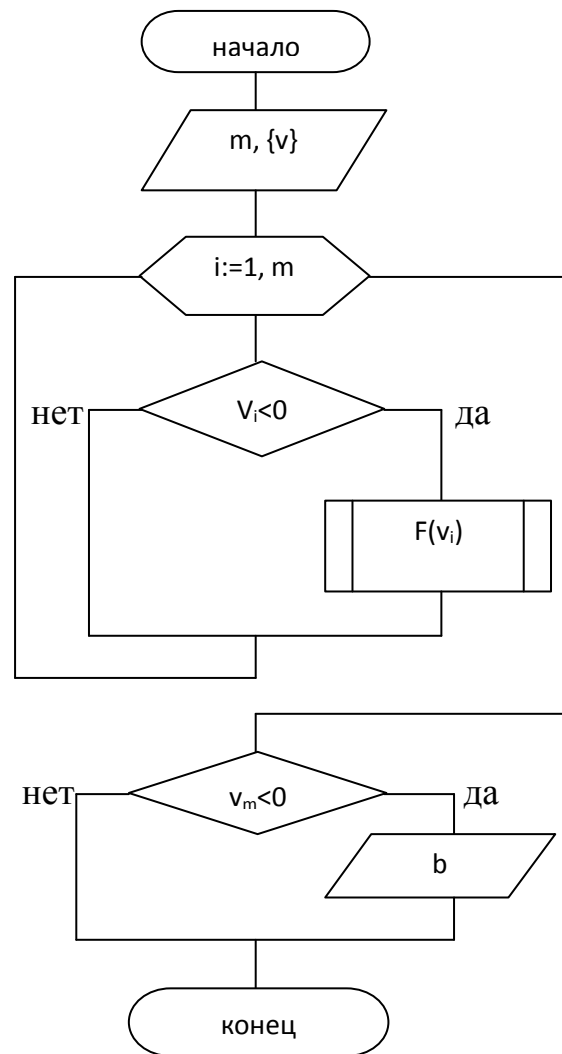 начало
m, {v}
i:=1, m
нет
Vᵢ<0
да
F(vᵢ)
нет
vₘ<0
да
b
конец